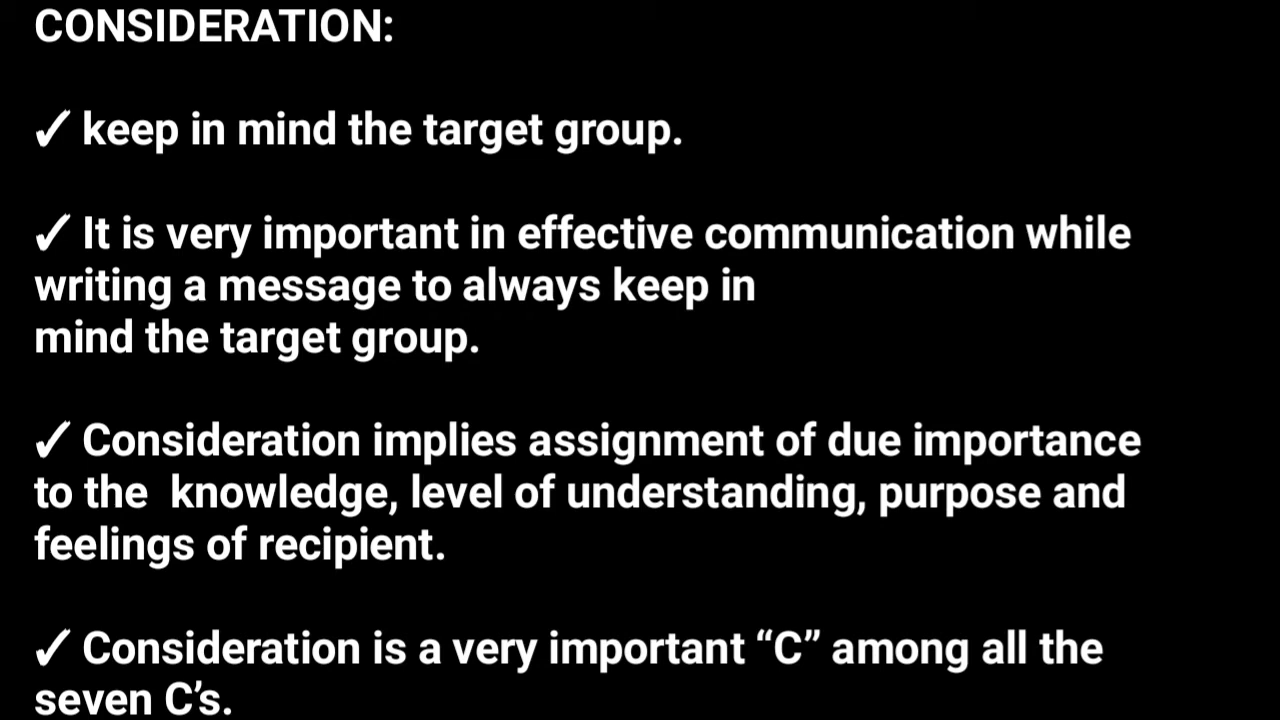 CONSIDERATION:
✓ keep in mind the target group.
✓ It is very important in effective communication while
writing a message to always keep in
mind the target group.
✓ Consideration implies assignment of due importance
to the  knowledge, level of understanding, purpose and
feelings of recipient.
✓ Consideration is a very important “C” among all the
seven C’s.